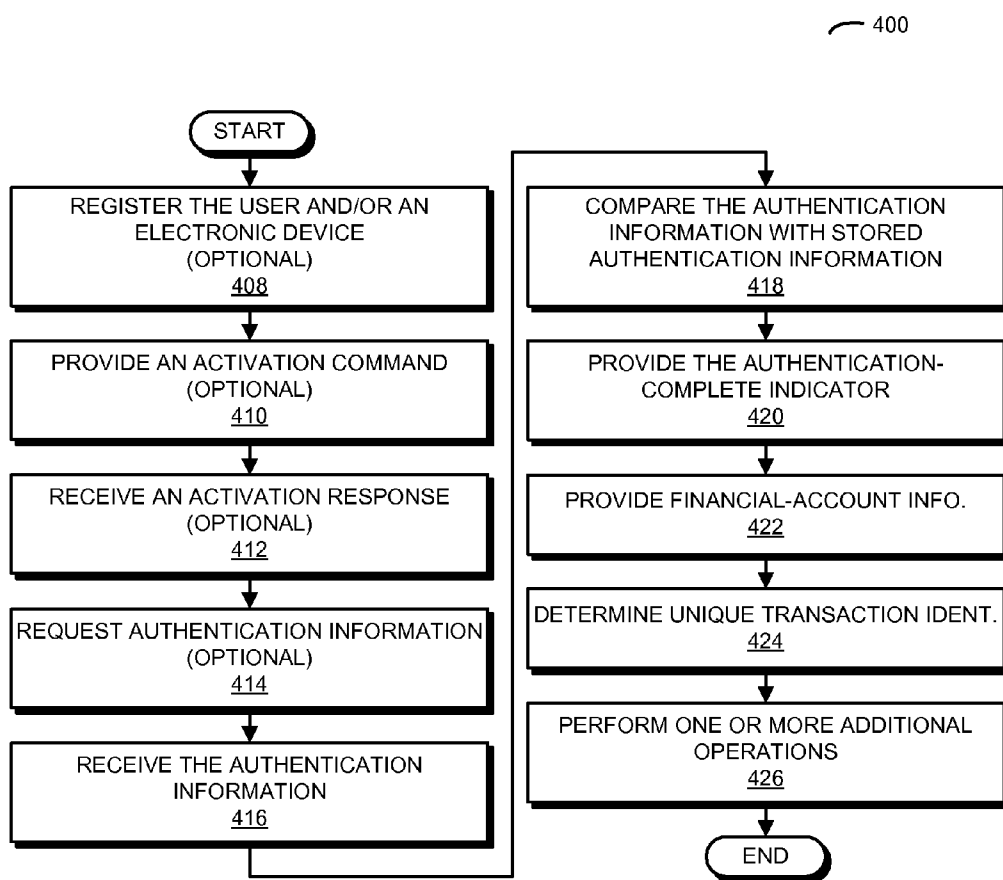 400
START
REGISTER THE USER AND/OR AN
ELECTRONIC DEVICE
(OPTIONAL)
408
PROVIDE AN ACTIVATION COMMAND
(OPTIONAL)
410
RECEIVE AN ACTIVATION RESPONSE
(OPTIONAL)
412
REQUEST AUTHENTICATION INFORMATION
(OPTIONAL)
414
RECEIVE THE AUTHENTICATION
INFORMATION
416
COMPARE THE AUTHENTICATION
INFORMATION WITH STORED
AUTHENTICATION INFORMATION
418
PROVIDE THE AUTHENTICATION-
COMPLETE INDICATOR
420
PROVIDE FINANCIAL-ACCOUNT INFO.
422
DETERMINE UNIQUE TRANSACTION IDENT.
424
PERFORM ONE OR MORE ADDITIONAL
OPERATIONS
426
END